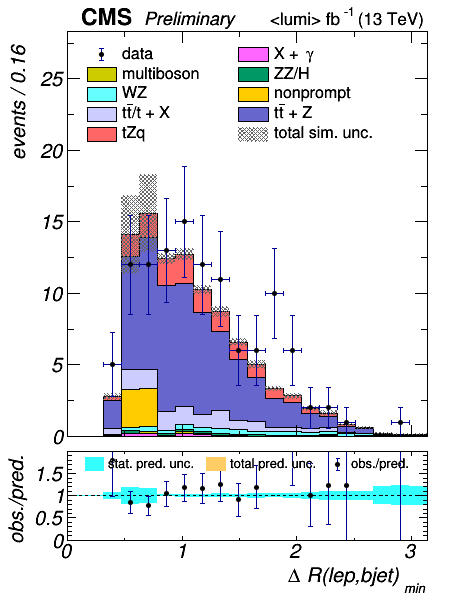 CMS Preliminary <lumi> fb⁻¹ (13 TeV)
events / 0.16
25
20
15
10
5
0
data
multiboson
WZ
tt̄/t + X
tZq
X + γ
ZZ/H
nonprompt
tt̄ + Z
total sim. unc.
obs./pred.
1.5
1
0.5
0
stat. pred. unc. total pred. unc. obs./pred.
0 1 2 3
Δ R(lep,bjet) min